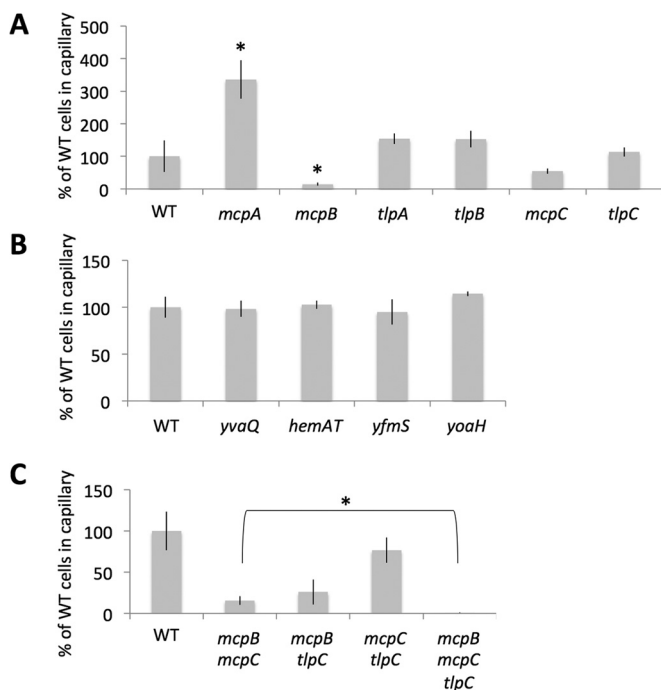 A
% of WT cells in capillary
500
400
300
200
100
0
*
*
WT mcpA mcpB tlpA tlpB mcpC tlpC
B
% of WT cells in capillary
150
100
50
0
WT yvaQ hemAT yfmS yoaH
C
% of WT cells in capillary
150
100
50
0
*
WT mcpB mcpB mcpC mcpB
mcpC tlpC tlpC mcpC
tlpC